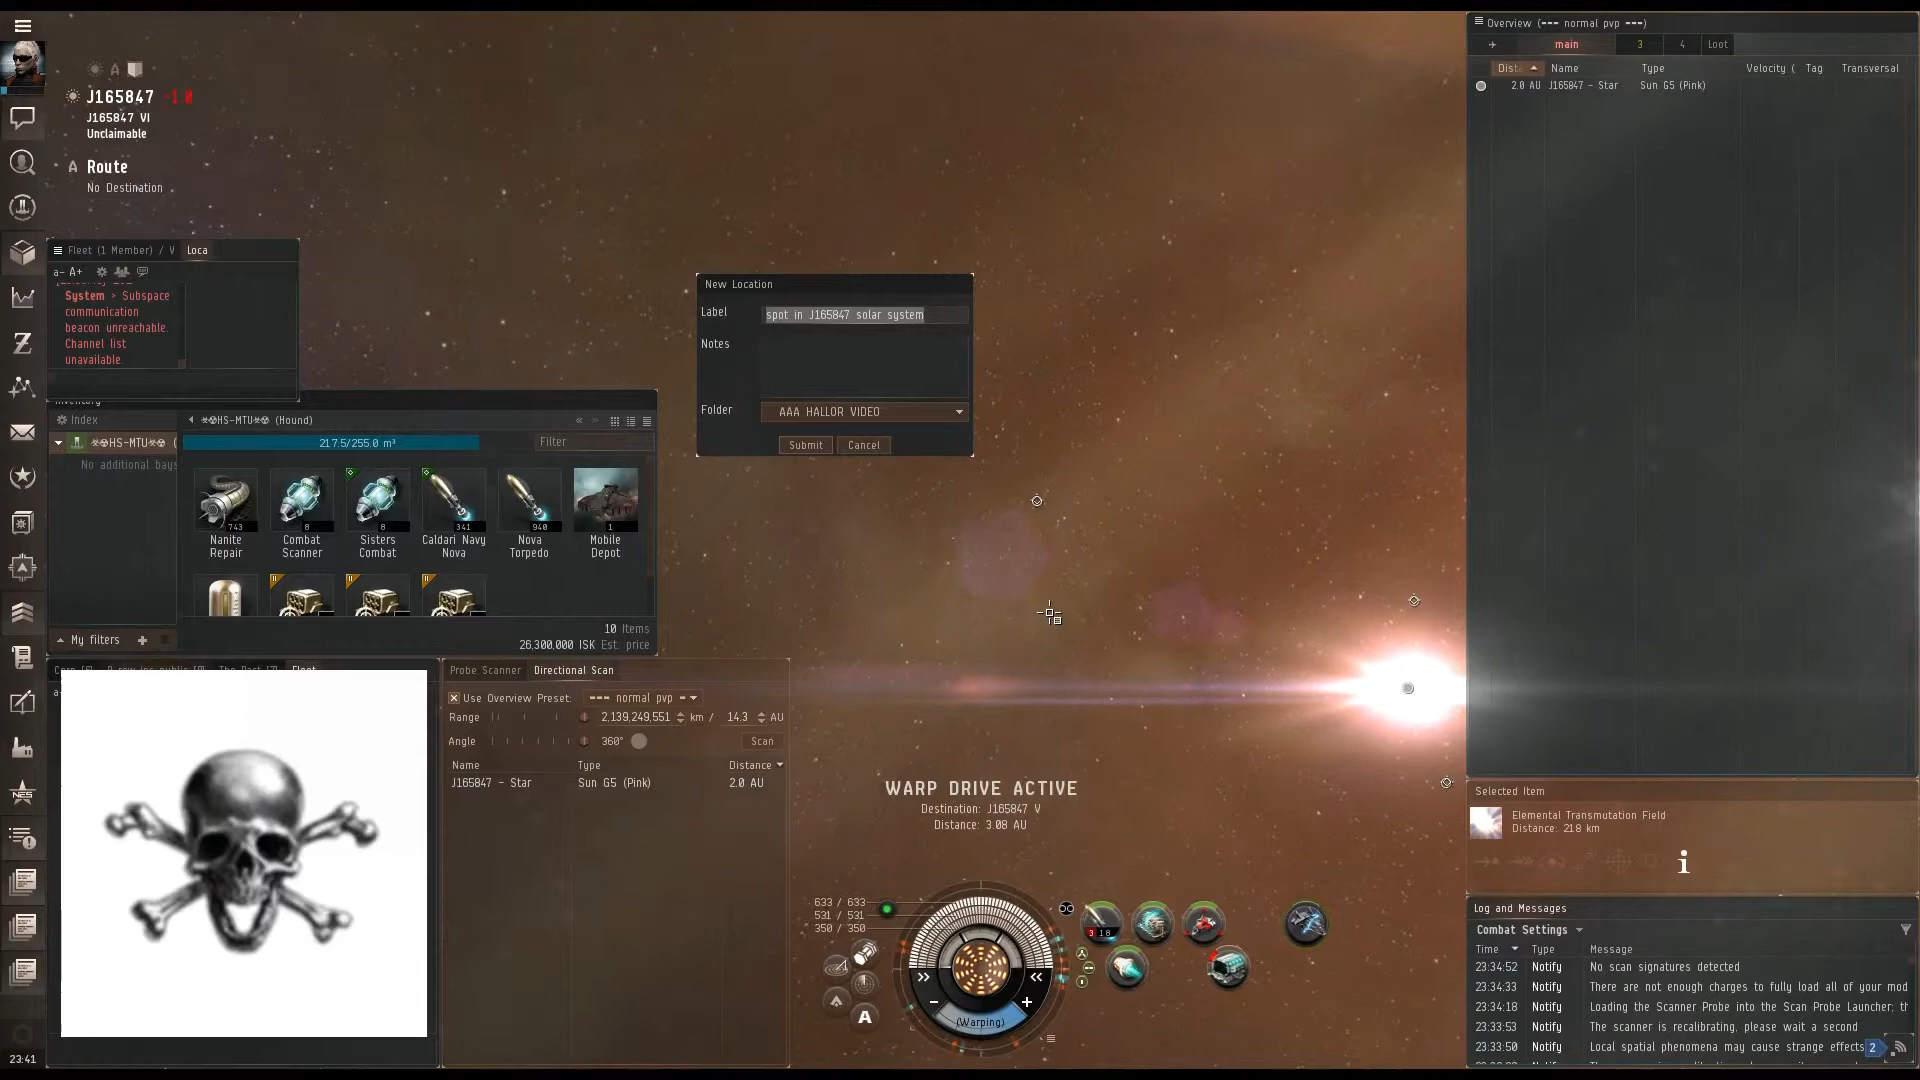 J165847 -1.0
J165847 VI
Unclaimable
Route
No Destination
Fleet (1 Member) / V Loca
a- A+
System > Subspace
communication
beacon unreachable.
Channel list
unavailable.
Index
HS-MTU (Hound)
HS-MTU (
217.5/255.0 m³
Filter
No additional bays
743 8 8 341 940 1
Nanite
Repair
Combat
Scanner
Sisters
Combat
Caldari Navy
Nova
Nova
Torpedo
Mobile
Depot
My filters +
10 Items
26,300,000 ISK Est. price
New Location
Label
spot in J165847 solar system
Notes
Folder
AAA HALLOR VIDEO
Submit
Cancel
Probe Scanner Directional Scan
Use Overview Preset: --- normal pvp -
Range 2,139,249,551 km / 14.3 AU
Angle 360° Scan
Name Type Distance
J165847 - Star Sun G5 (Pink) 2.0 AU
WARP DRIVE ACTIVE
Destination: J165847 V
Distance: 3.08 AU
633 / 633
531 / 531
350 / 350
3 18
A
(Warping)
Overview (--- normal pvp ---)
main 3 4 Loot
Dista Name Type Velocity ( Tag Transversal
2.0 AU J165847 - Star Sun G5 (Pink)
Selected Item
Elemental Transmutation Field
Distance: 218 km
Log and Messages
Combat Settings
Time Type Message
23:34:52 Notify No scan signatures detected
23:34:33 Notify There are not enough charges to fully load all of your mod
23:34:18 Notify Loading the Scanner Probe into the Scan Probe Launcher; th
23:33:53 Notify The scanner is recalibrating, please wait a second
23:33:50 Notify Local spatial phenomena may cause strange effects
2
NES
23:41